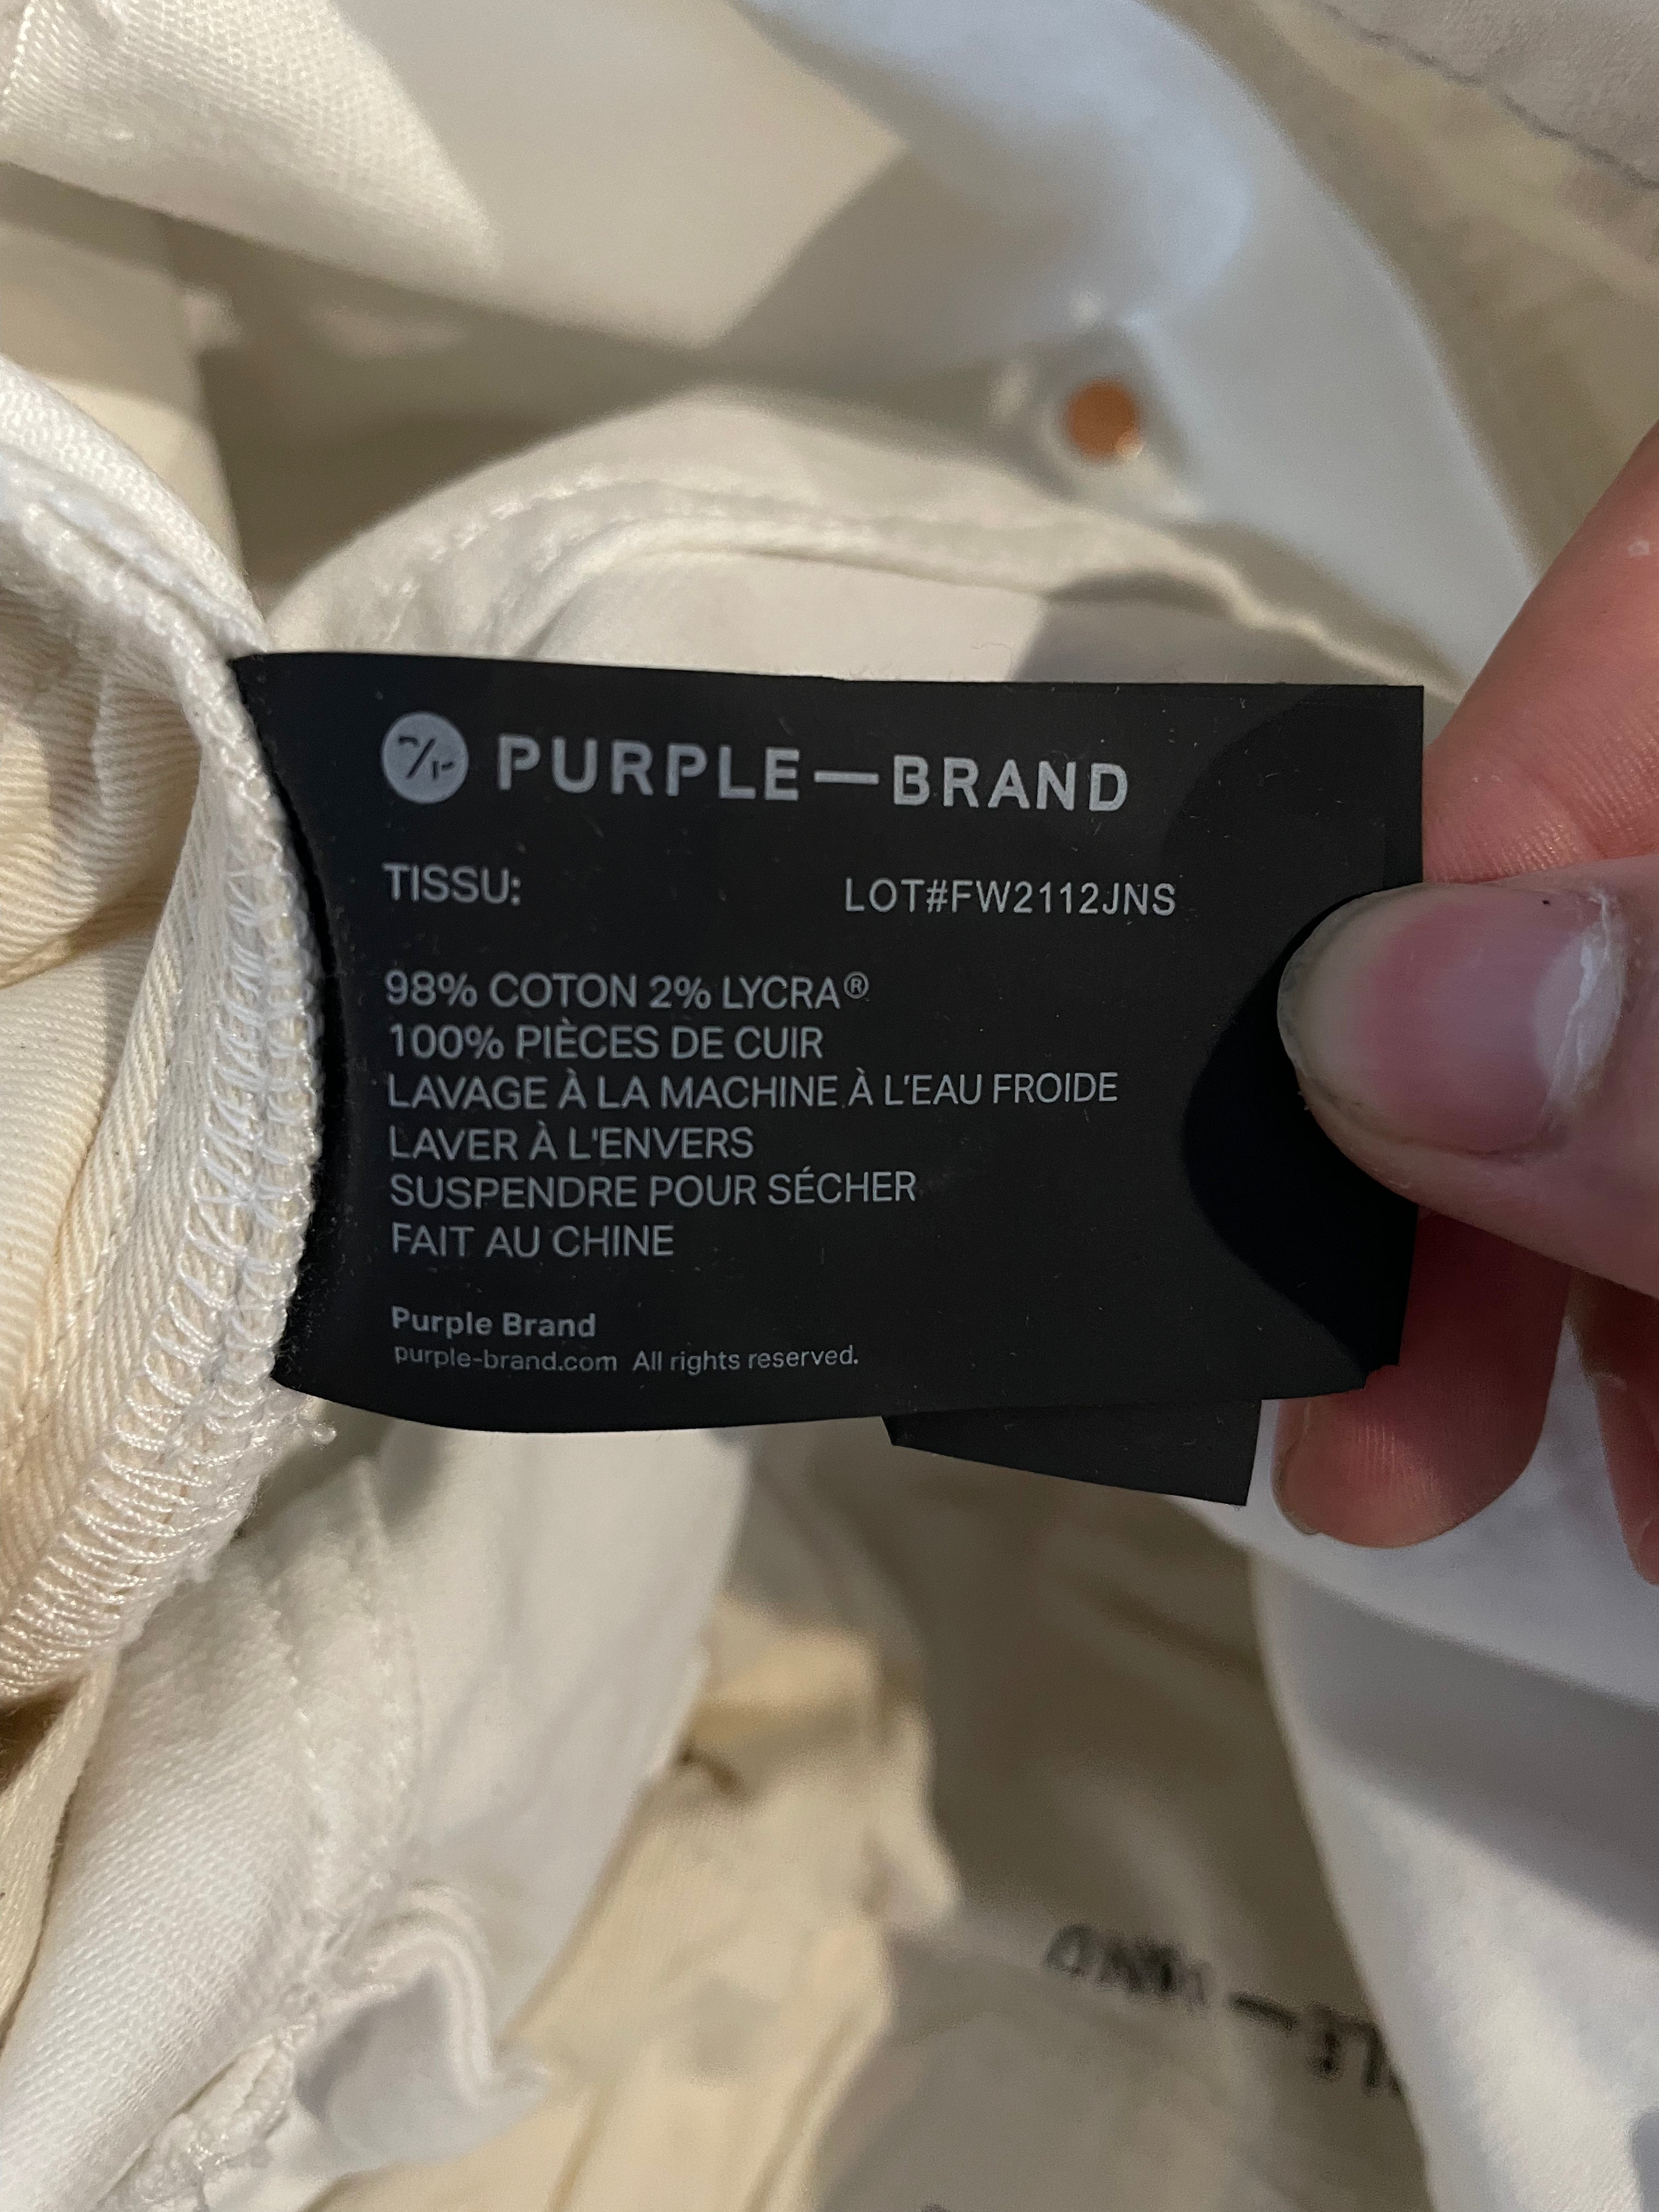 PURPLE—BRAND
TISSU: LOT#FW2112JNS
98% COTON 2% LYCRA®
100% PIÈCES DE CUIR
LAVAGE À LA MACHINE À L'EAU FROIDE
LAVER À L'ENVERS
SUSPENDRE POUR SÉCHER
FAIT AU CHINE
Purple Brand
purple-brand.com All rights reserved.